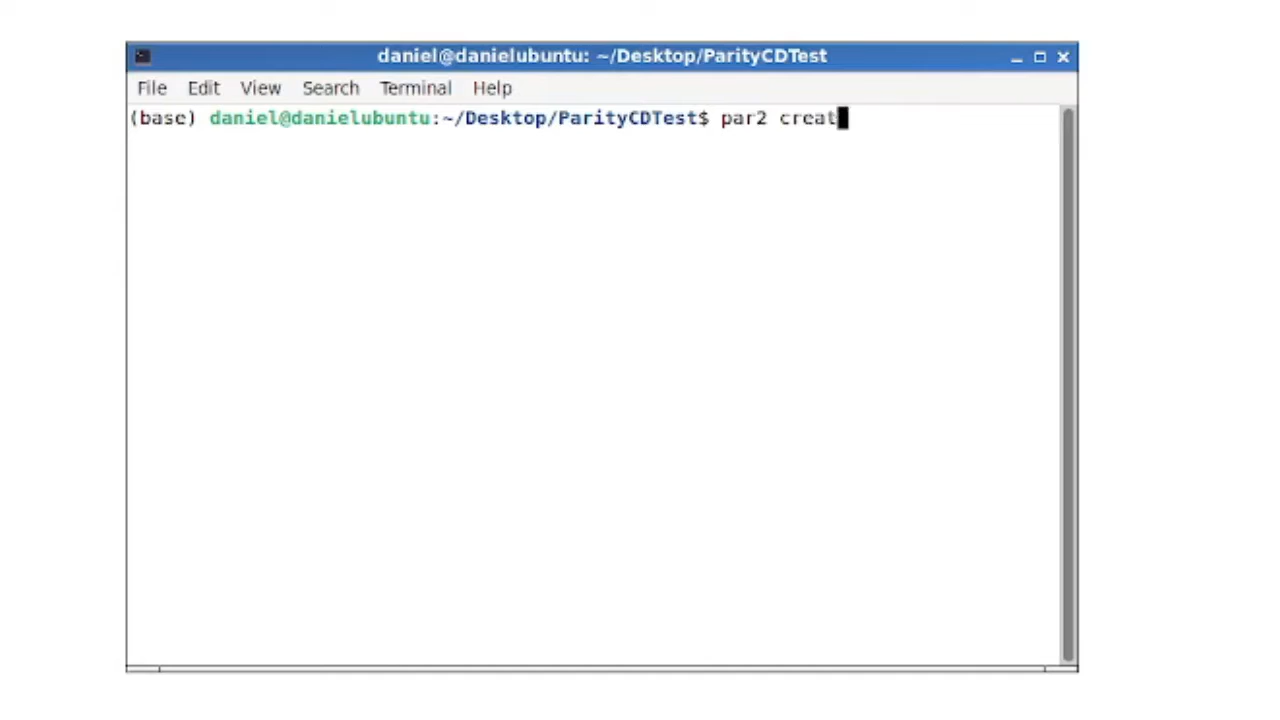 daniel@danielubuntu: ~/Desktop/ParityCDTest
File Edit View Search Terminal Help
(base) daniel@danielubuntu:~/Desktop/ParityCDTest$ par2 creat